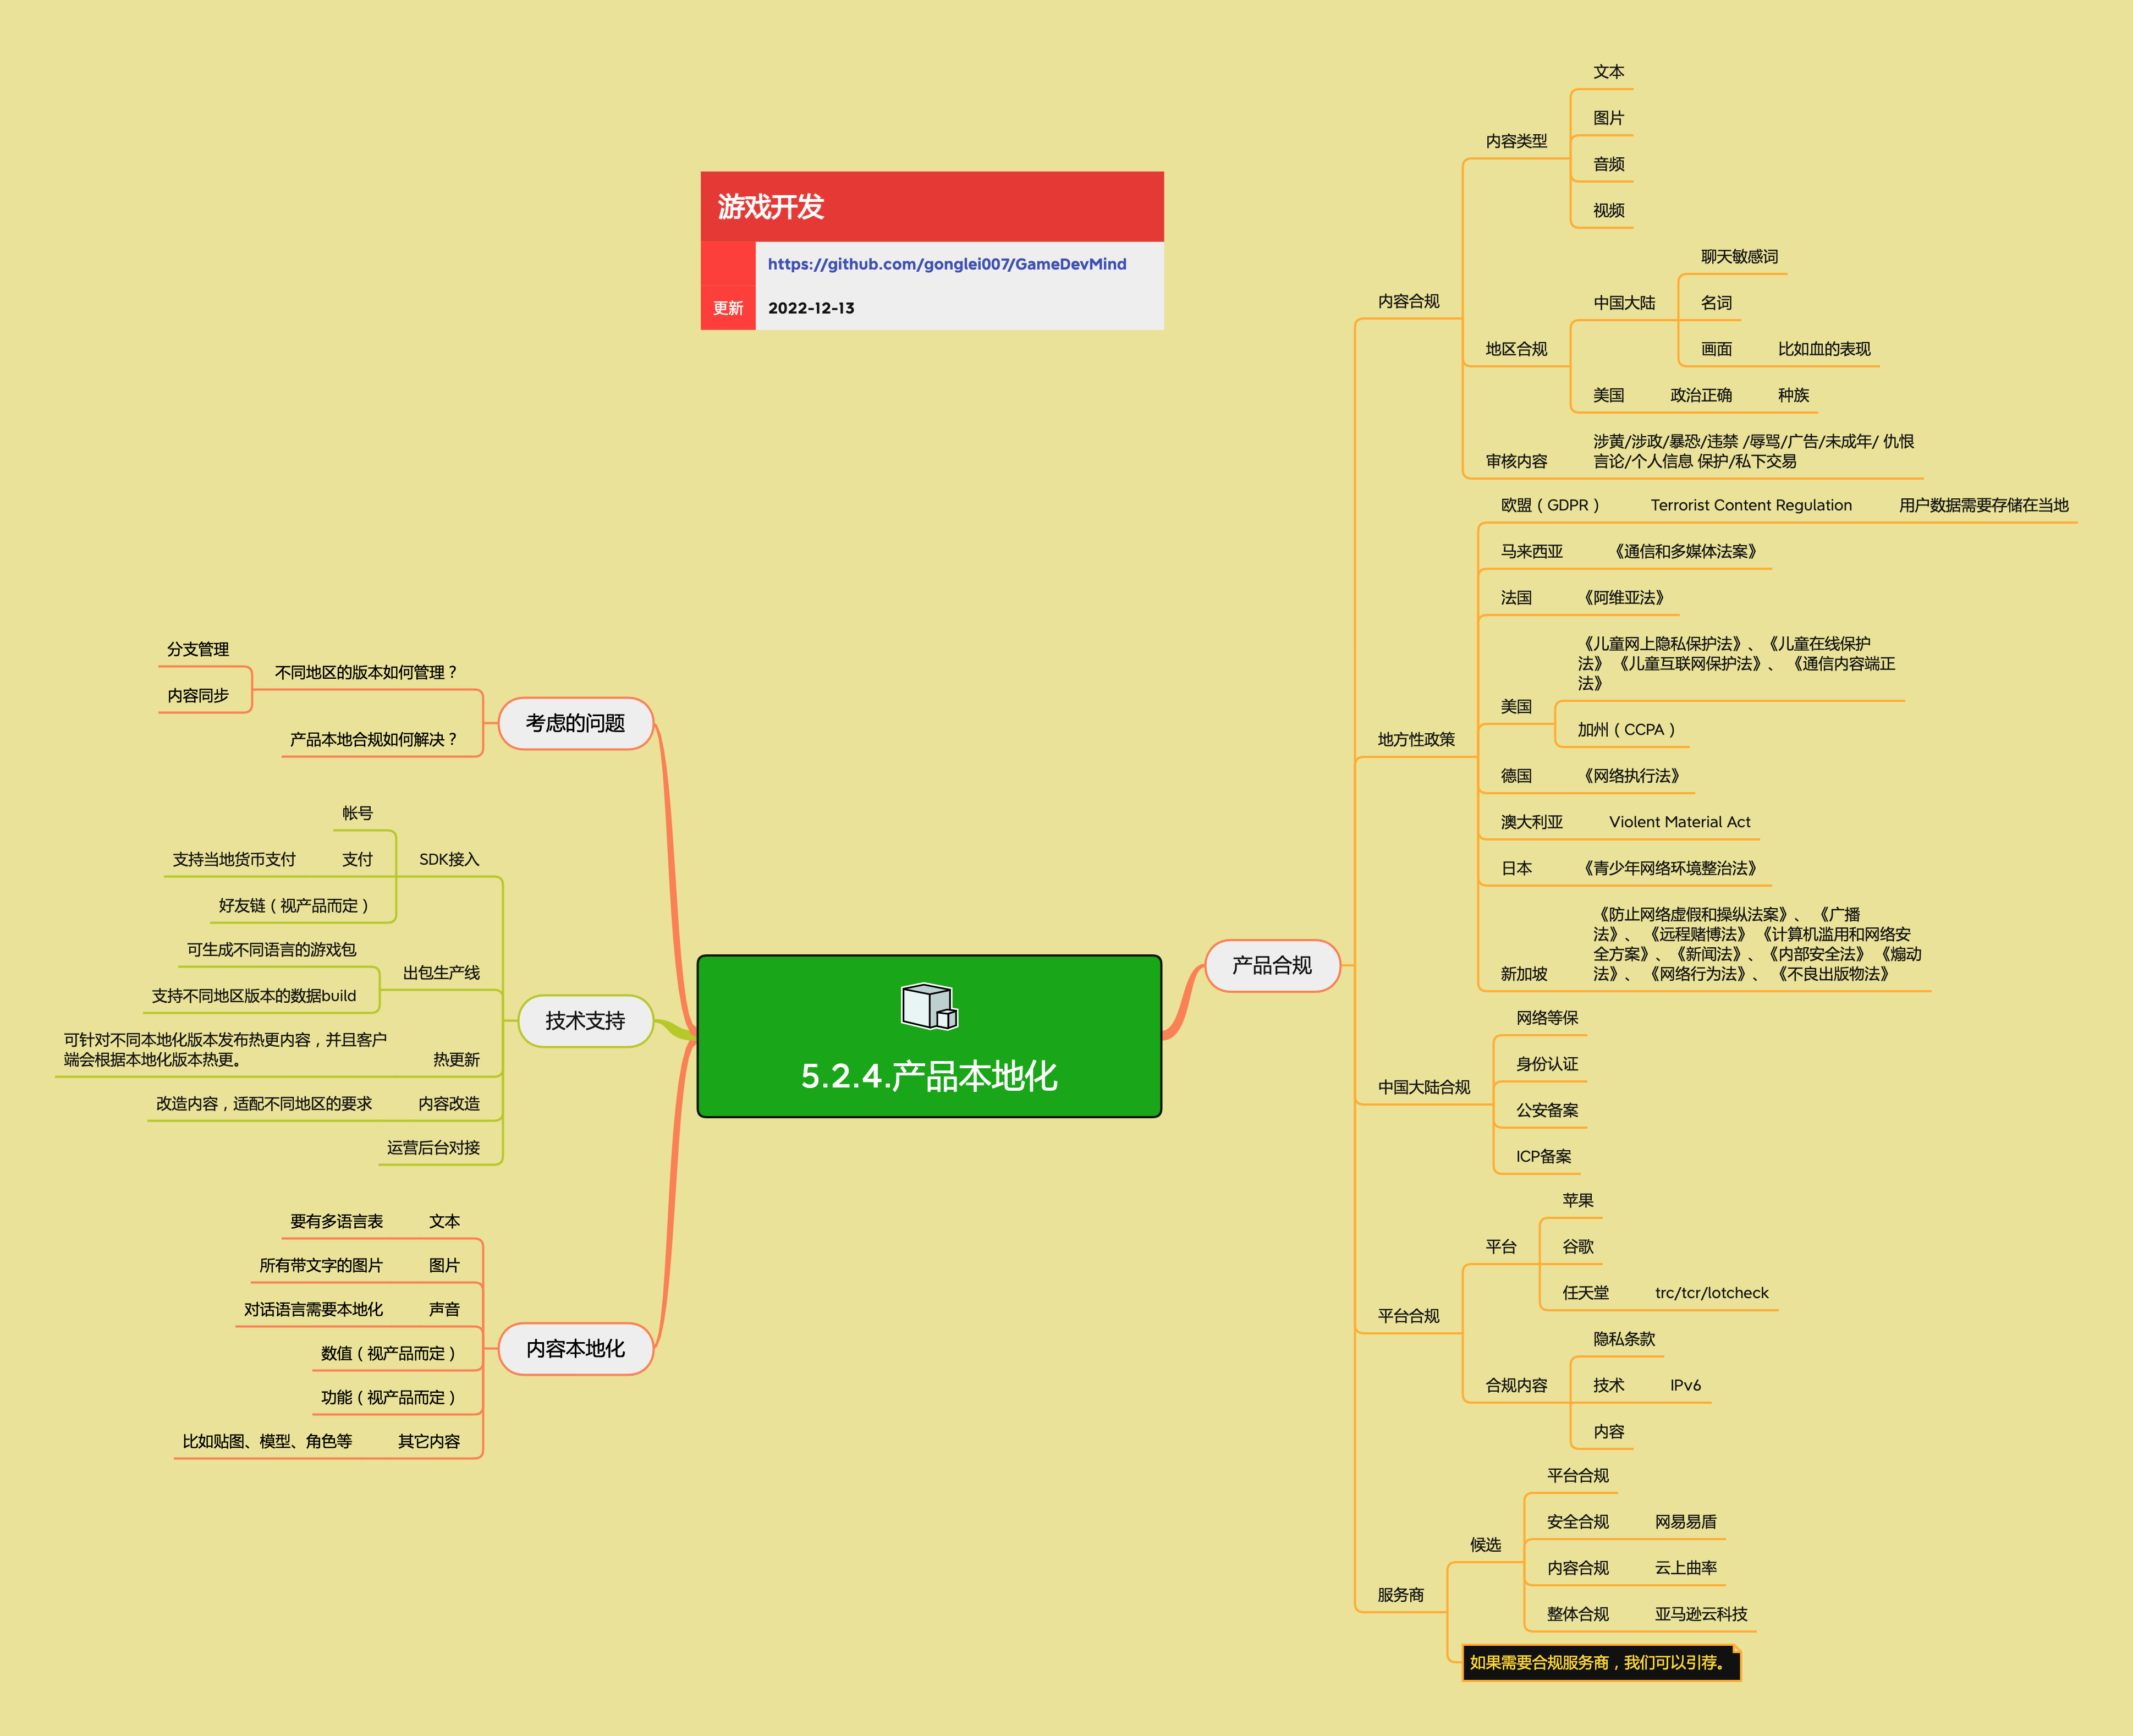 游戏开发
https://github.com/gonglei007/GameDevMind
更新
2022-12-13
5.2.4.产品本地化
考虑的问题
不同地区的版本如何管理？
分支管理
内容同步
产品本地合规如何解决？
技术支持
SDK接入
帐号
支付
支持当地货币支付
好友链（视产品而定）
出包生产线
可生成不同语言的游戏包
支持不同地区版本的数据build
热更新
可针对不同本地化版本发布热更内容，并且客户
端会根据本地化版本热更。
内容改造
改造内容，适配不同地区的要求
运营后台对接
内容本地化
文本
要有多语言表
图片
所有带文字的图片
声音
对话语言需要本地化
数值（视产品而定）
功能（视产品而定）
其它内容
比如贴图、模型、角色等
产品合规
内容合规
内容类型
文本
图片
音频
视频
地区合规
中国大陆
聊天敏感词
名词
画面
比如血的表现
美国
政治正确
种族
审核内容
涉黄/涉政/暴恐/违禁 /辱骂/广告/未成年/ 仇恨
言论/个人信息 保护/私下交易
地方性政策
欧盟（GDPR）
Terrorist Content Regulation
用户数据需要存储在当地
马来西亚
《通信和多媒体法案》
法国
《阿维亚法》
美国
《儿童网上隐私保护法》、《儿童在线保护
法》 《儿童互联网保护法》、 《通信内容端正
法》
加州（CCPA）
德国
《网络执行法》
澳大利亚
Violent Material Act
日本
《青少年网络环境整治法》
新加坡
《防止网络虚假和操纵法案》、 《广播
法》、 《远程赌博法》 《计算机滥用和网络安
全方案》、《新闻法》、《内部安全法》 《煽动
法》、 《网络行为法》、 《不良出版物法》
中国大陆合规
网络等保
身份认证
公安备案
ICP备案
平台合规
平台
苹果
谷歌
任天堂
trc/tcr/lotcheck
合规内容
隐私条款
技术
IPv6
内容
服务商
候选
平台合规
安全合规
网易易盾
内容合规
云上曲率
整体合规
亚马逊云科技
如果需要合规服务商，我们可以引荐。